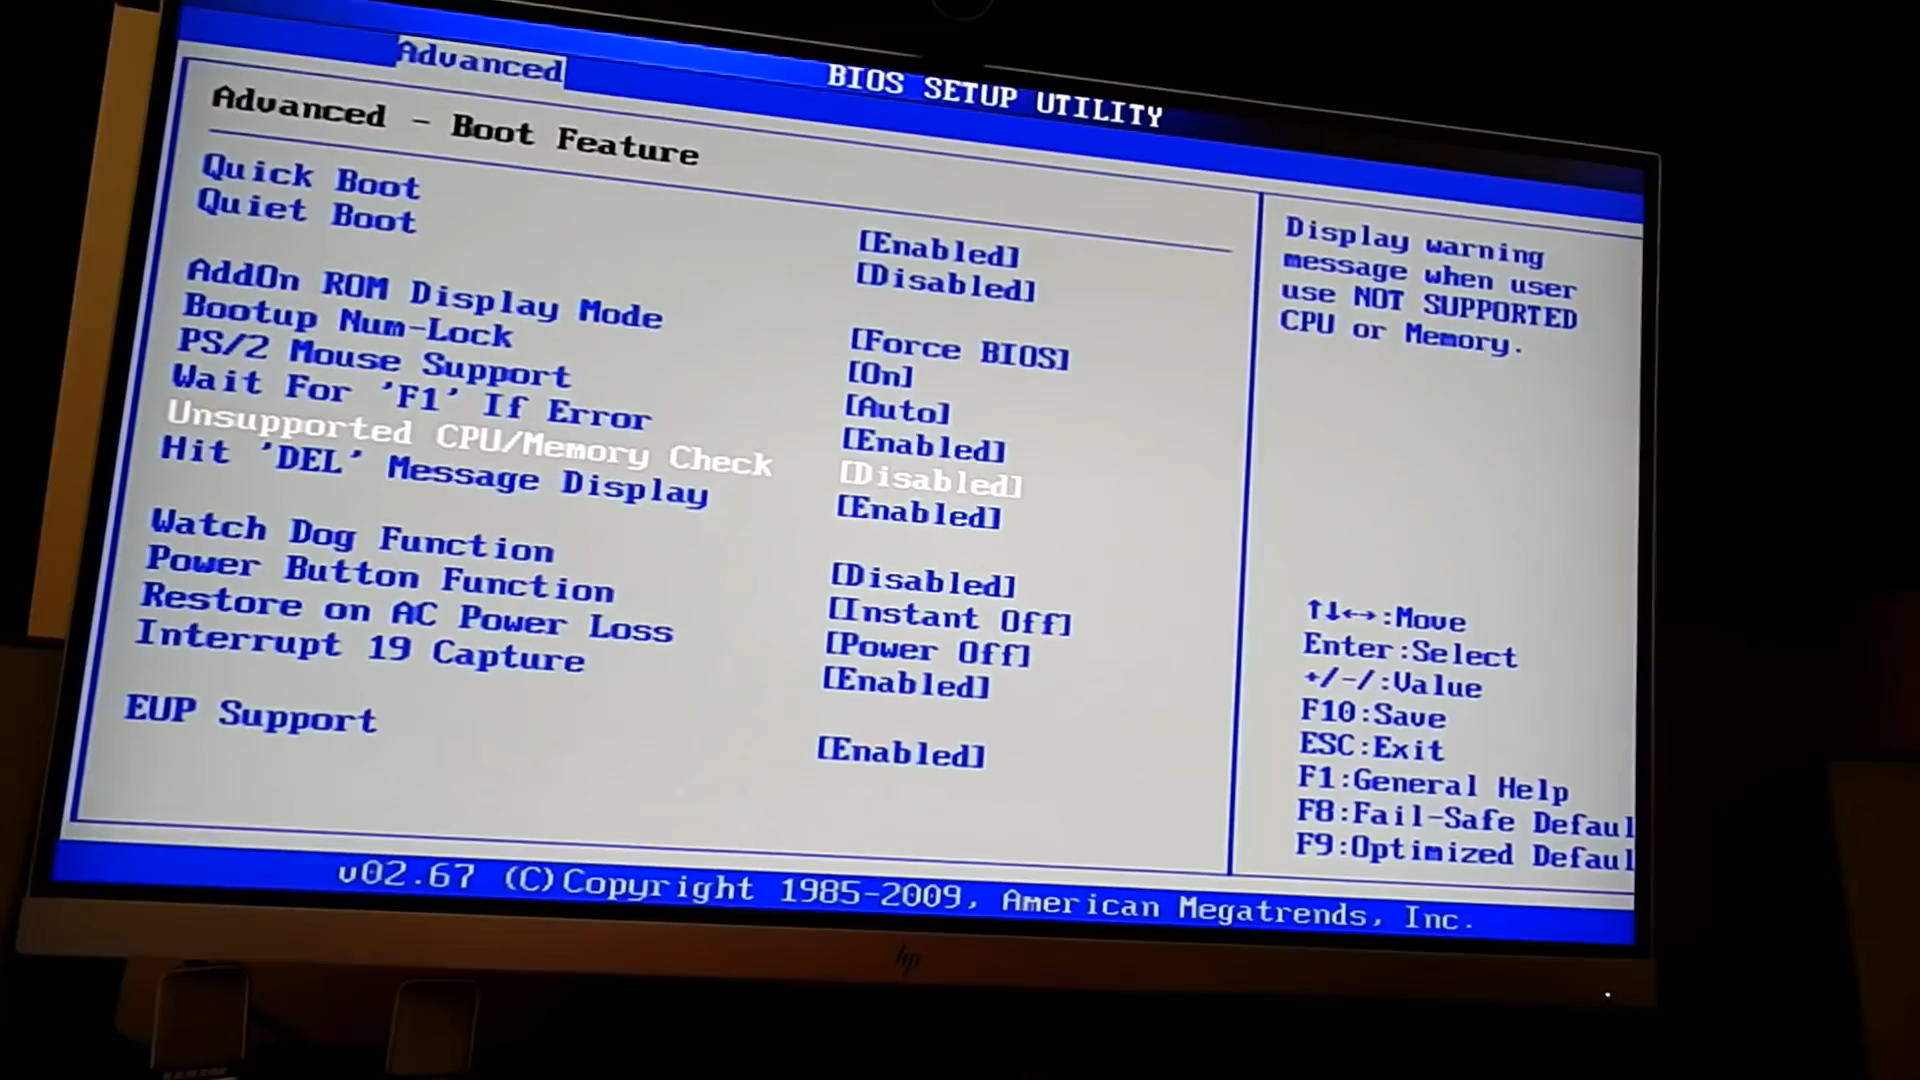 BIOS SETUP UTILITY
Advanced
Advanced - Boot Feature
Quick Boot [Enabled]
Quiet Boot [Disabled]
AddOn ROM Display Mode [Force BIOS]
Bootup Num-Lock [On]
PS/2 Mouse Support [Auto]
Wait For 'F1' If Error [Enabled]
Unsupported CPU/Memory Check [Disabled]
Hit 'DEL' Message Display [Enabled]
Watch Dog Function [Disabled]
Power Button Function [Instant Off]
Restore on AC Power Loss [Power Off]
Interrupt 19 Capture [Enabled]
EUP Support [Enabled]
Display warning
message when user
use NOT SUPPORTED
CPU or Memory.
↑↓←→:Move
Enter:Select
+/-/:Value
F10:Save
ESC:Exit
F1:General Help
F8:Fail-Safe Defaul
F9:Optimized Defaul
v02.67 (C)Copyright 1985-2009, American Megatrends, Inc.
hp